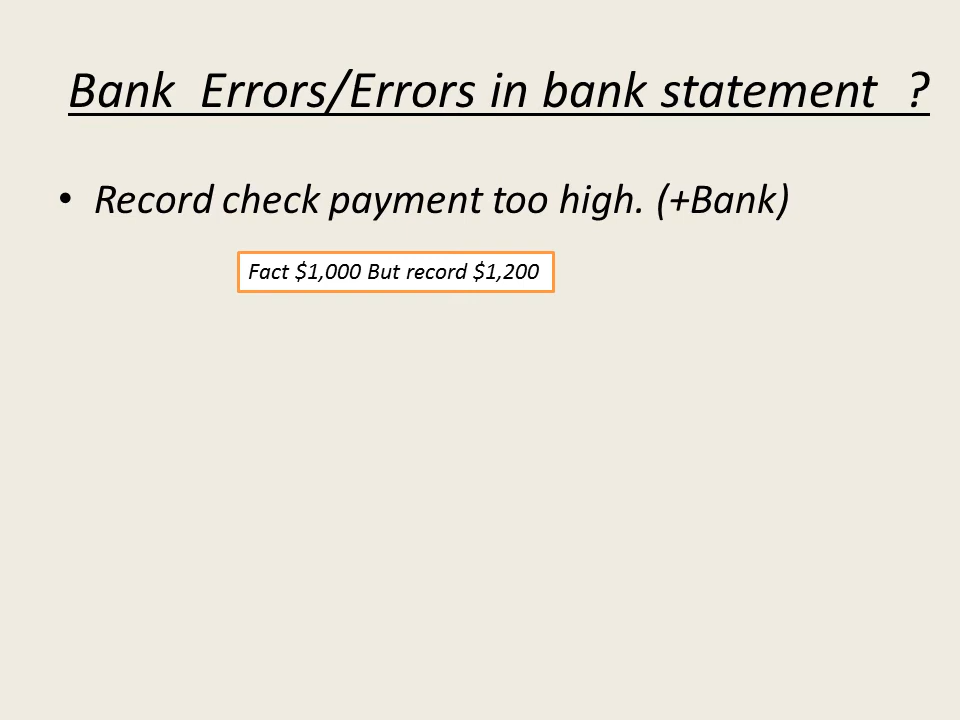 Bank  Errors/Errors in bank statement  ?
• Record check payment too high. (+Bank)
Fact $1,000 But record $1,200